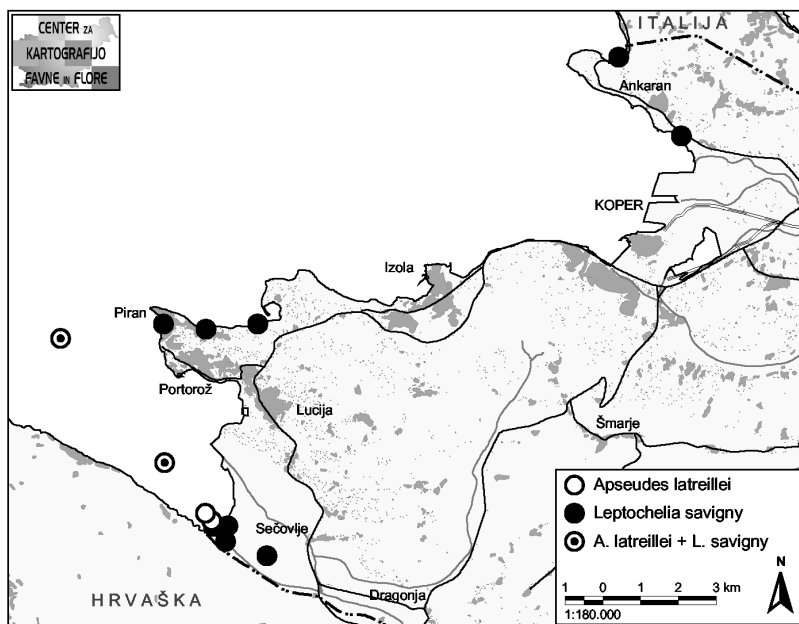 CENTER ZA
KARTOGRAFIJO
FAVNE IN FLORE
ITALIJA
Ankaran
KOPER
Izola
Piran
Portorož
Lucija
Šmarje
Sečovlje
Dragonja
HRVAŠKA
Apseudes latreillei
Leptochelia savigny
A. latreillei + L. savigny
N
1 0 1 2 3 km
1:180.000